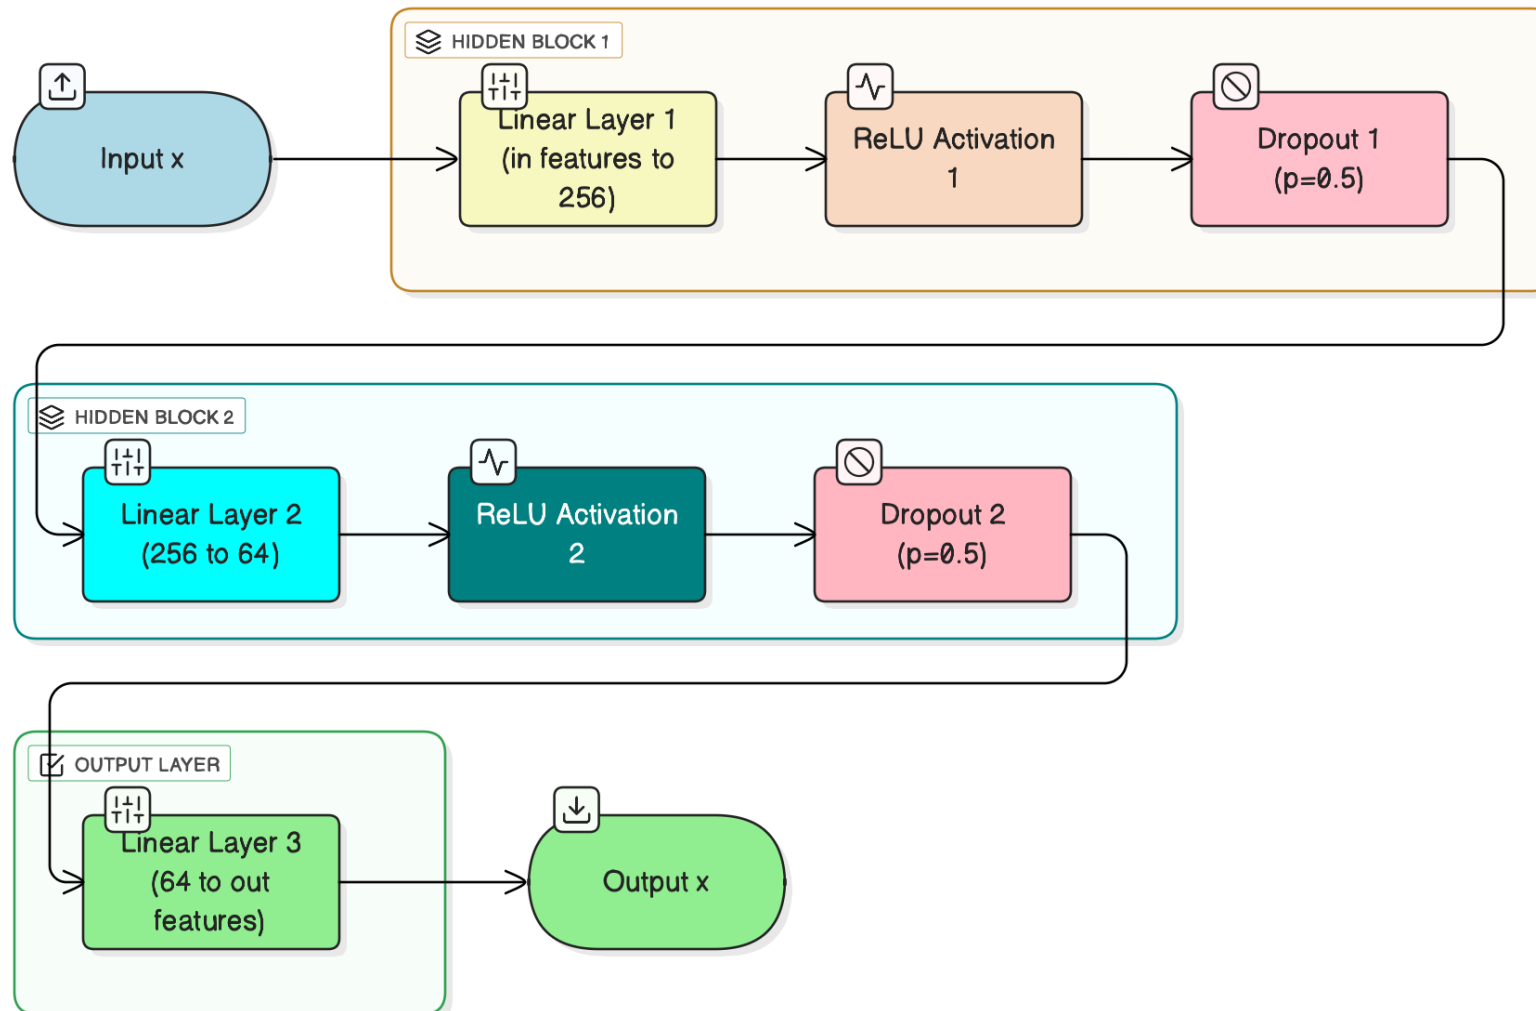 HIDDEN BLOCK 1
Input x
Linear Layer 1
(in features to
256)
ReLU Activation
1
Dropout 1
(p=0.5)
HIDDEN BLOCK 2
Linear Layer 2
(256 to 64)
ReLU Activation
2
Dropout 2
(p=0.5)
OUTPUT LAYER
Linear Layer 3
(64 to out
features)
Output x